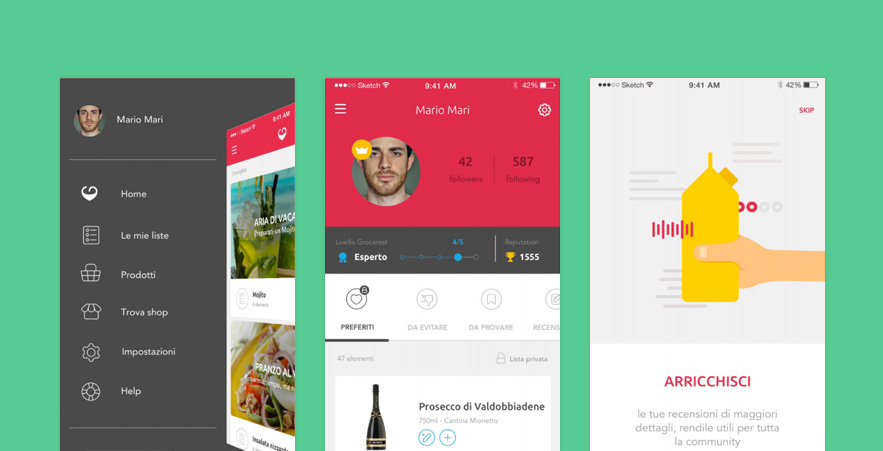 Mario Mari
Home
Le mie liste
Prodotti
Trova shop
Impostazioni
Help
Sketch
9:41 AM
ARIA DI VACA
Preparati un Mojito
Mojito
PRANZO AL
Insalata
Sketch
9:41 AM
42%
Mario Mari
42
587
followers
following
Livello Grocerest
4/5
Reputation
Esperto
1555
PREFERITI
DA EVITARE
DA PROVARE
RECENS
47 elementi
Lista privata
Prosecco di Valdobbiadene
750ml - Cantina Mionetto
Sketch
9:41 AM
42%
SKIP
ARRICCHISCI
le tue recensioni di maggiori
dettagli, rendile utili per tutta
la community